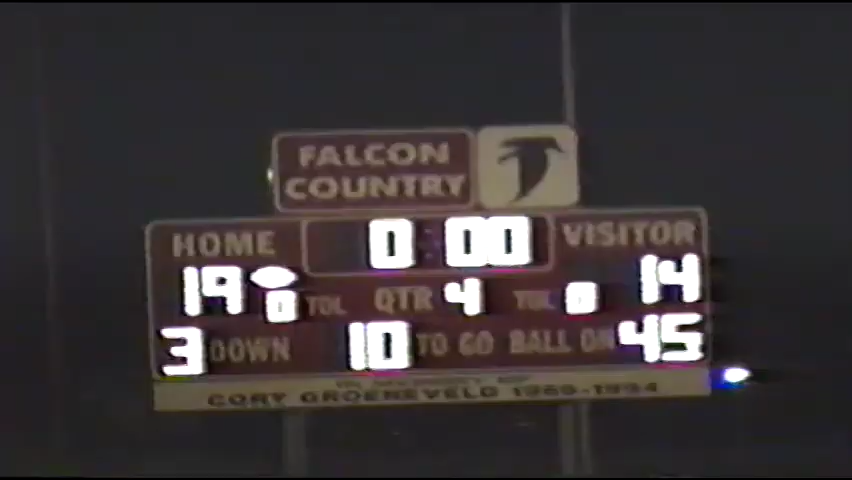 FALCON
COUNTRY
HOME 0:00 VISITOR
19 0 TOL QTR 4 TOL 0 14
3 DOWN 10 TO GO BALL ON 45
CORY GROENEVELD 1969-1994